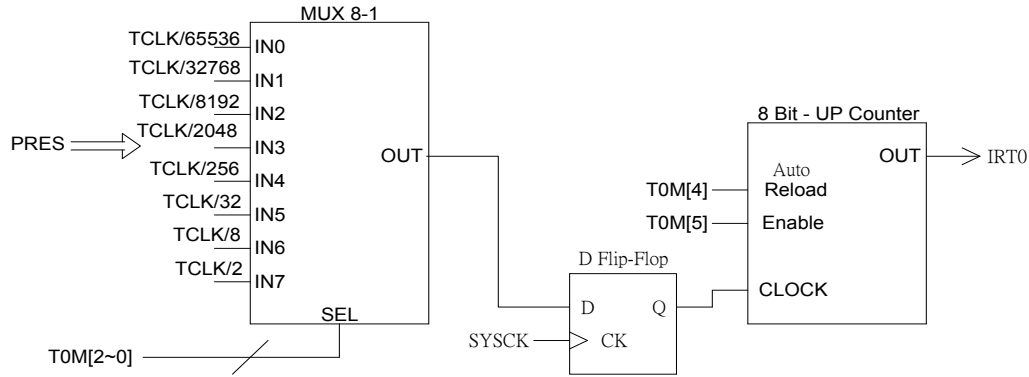 MUX 8-1
TCLK/65536
IN0
TCLK/32768
IN1
TCLK/8192
IN2
PRES
TCLK/2048
IN3
TCLK/256
IN4
TCLK/32
IN5
TCLK/8
IN6
TCLK/2
IN7
OUT
SEL
T0M[2~0]
D Flip-Flop
D
Q
SYSCK
CK
8 Bit - UP Counter
OUT
IRT0
T0M[4]
Auto
Reload
T0M[5]
Enable
CLOCK